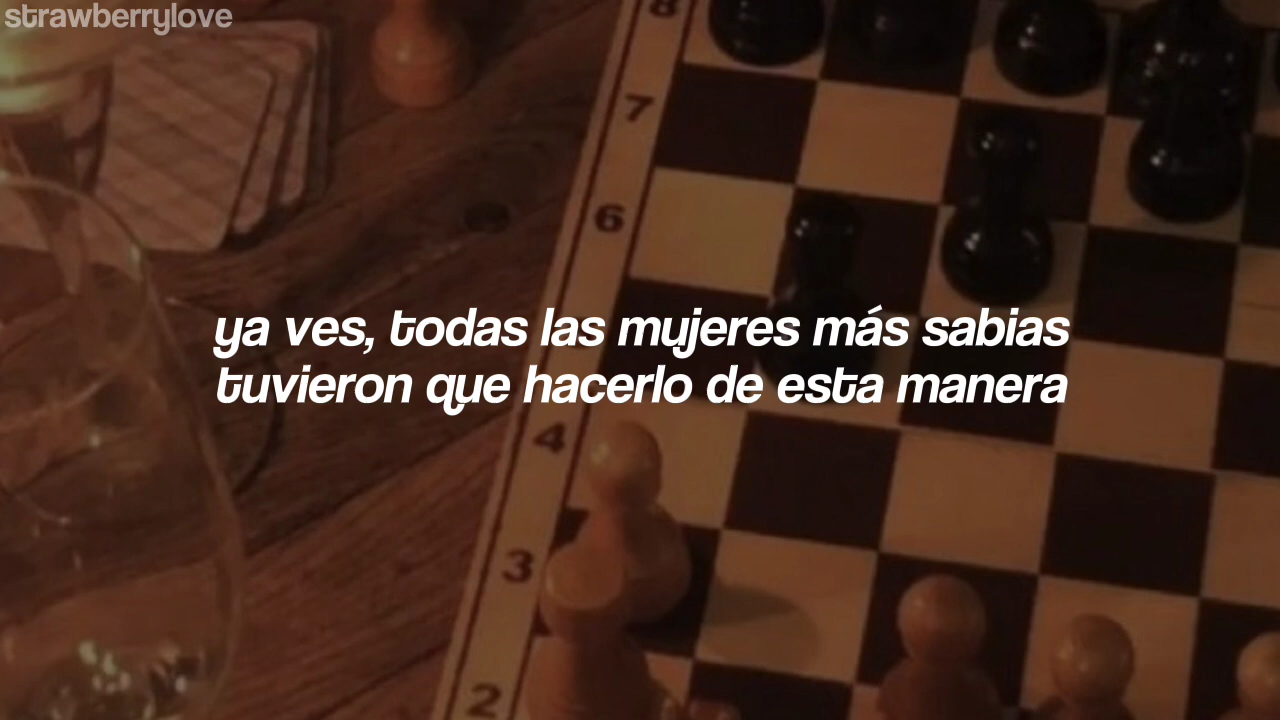 strawberrylove
8
7
6
ya ves, todas las mujeres más sabias
tuvieron que hacerlo de esta manera
4
3
2